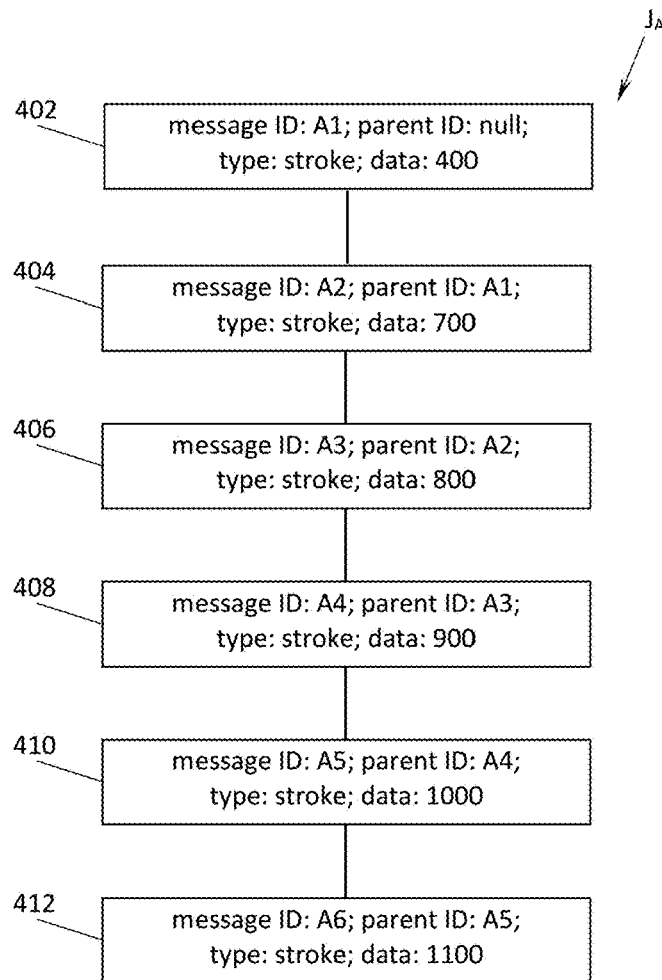 J_A
402
message ID: A1; parent ID: null;
type: stroke; data: 400
404
message ID: A2; parent ID: A1;
type: stroke; data: 700
406
message ID: A3; parent ID: A2;
type: stroke; data: 800
408
message ID: A4; parent ID: A3;
type: stroke; data: 900
410
message ID: A5; parent ID: A4;
type: stroke; data: 1000
412
message ID: A6; parent ID: A5;
type: stroke; data: 1100